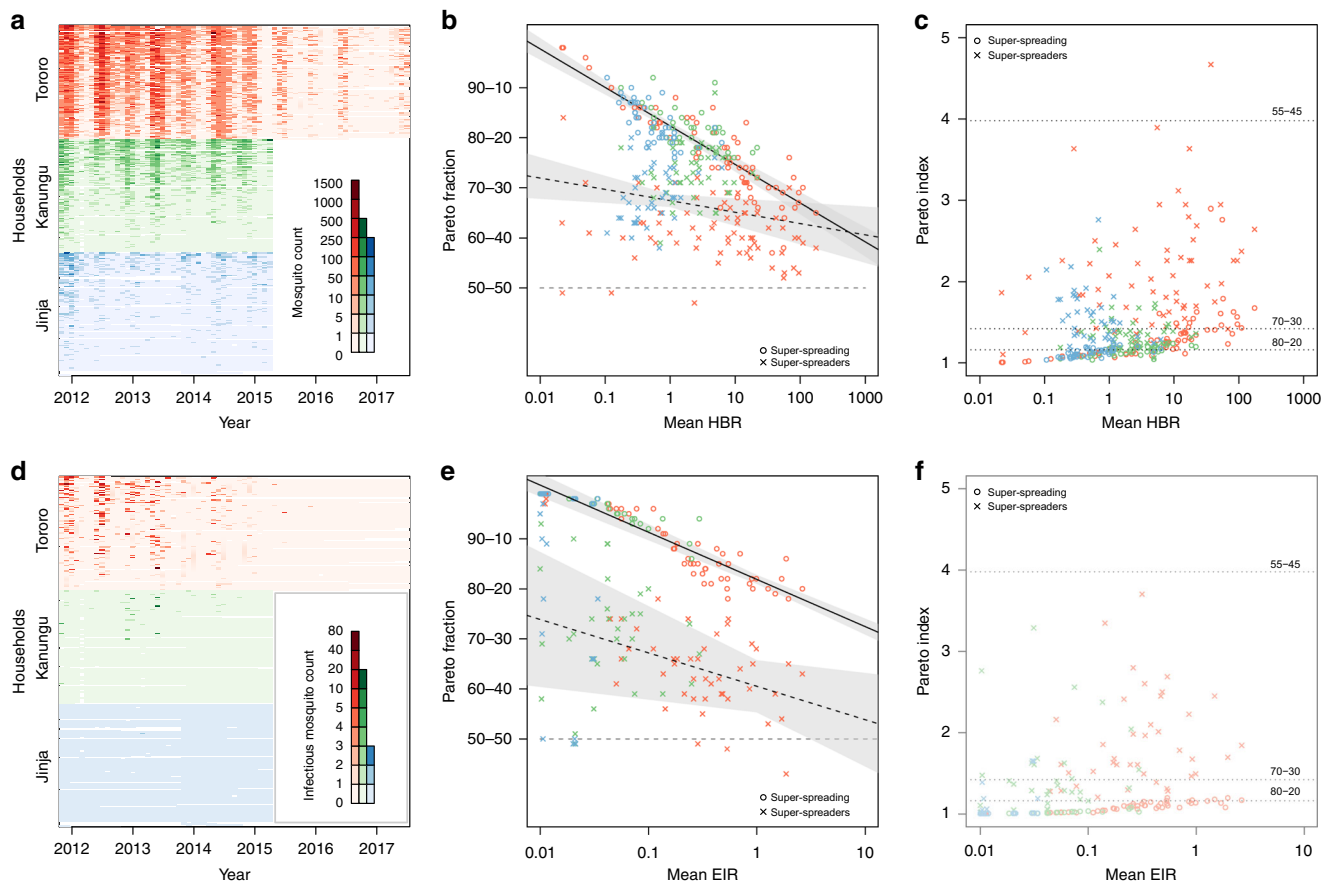 a
Tororo
Kanungu
Jinja
Households
Mosquito count
1500
1000
500
250
100
50
10
5
1
0
2012 2013 2014 2015 2016 2017
Year
b
Pareto fraction
90–10
80–20
70–30
60–40
50–50
Super-spreading
Super-spreaders
0.01 0.1 1 10 100 1000
Mean HBR
c
Super-spreading
Super-spreaders
Pareto index
5
4
3
2
1
55–45
70–30
80–20
0.01 0.1 1 10 100 1000
Mean HBR
d
Tororo
Kanungu
Jinja
Households
Infectious mosquito count
80
40
20
10
5
4
3
2
1
0
2012 2013 2014 2015 2016 2017
Year
e
Pareto fraction
90–10
80–20
70–30
60–40
50–50
Super-spreading
Super-spreaders
0.01 0.1 1 10
Mean EIR
f
Super-spreading
Super-spreaders
Pareto index
5
4
3
2
1
55–45
70–30
80–20
0.01 0.1 1 10
Mean EIR